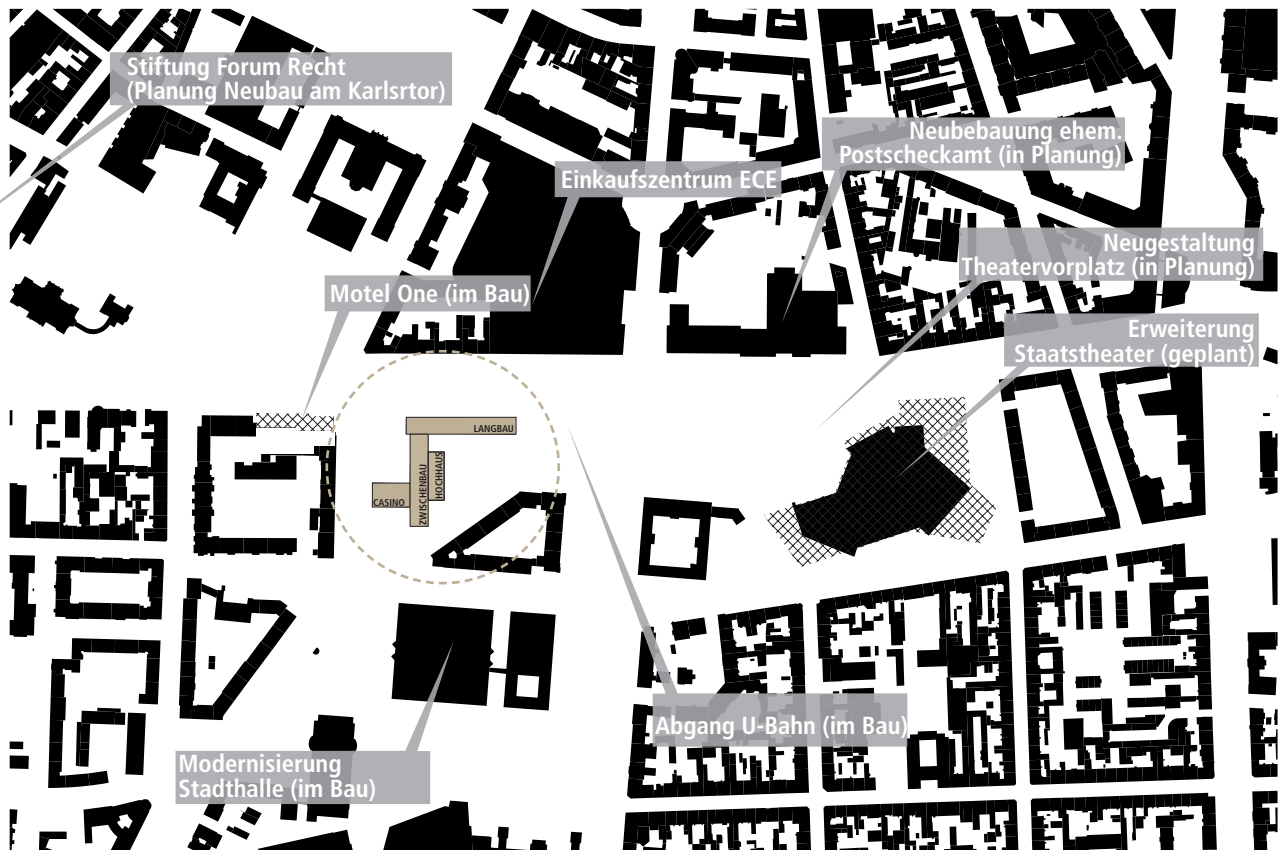 Stiftung Forum Recht
(Planung Neubau am Karlsrtor)
Neubebauung ehem.
Postscheckamt (in Planung)
Einkaufszentrum ECE
Neugestaltung
Theatervorplatz (in Planung)
Motel One (im Bau)
Erweiterung
Staatstheater (geplant)
LANGBAU
ZWISCHENBAU
HOCHHAUS
CASINO
Abgang U-Bahn (im Bau)
Modernisierung
Stadthalle (im Bau)